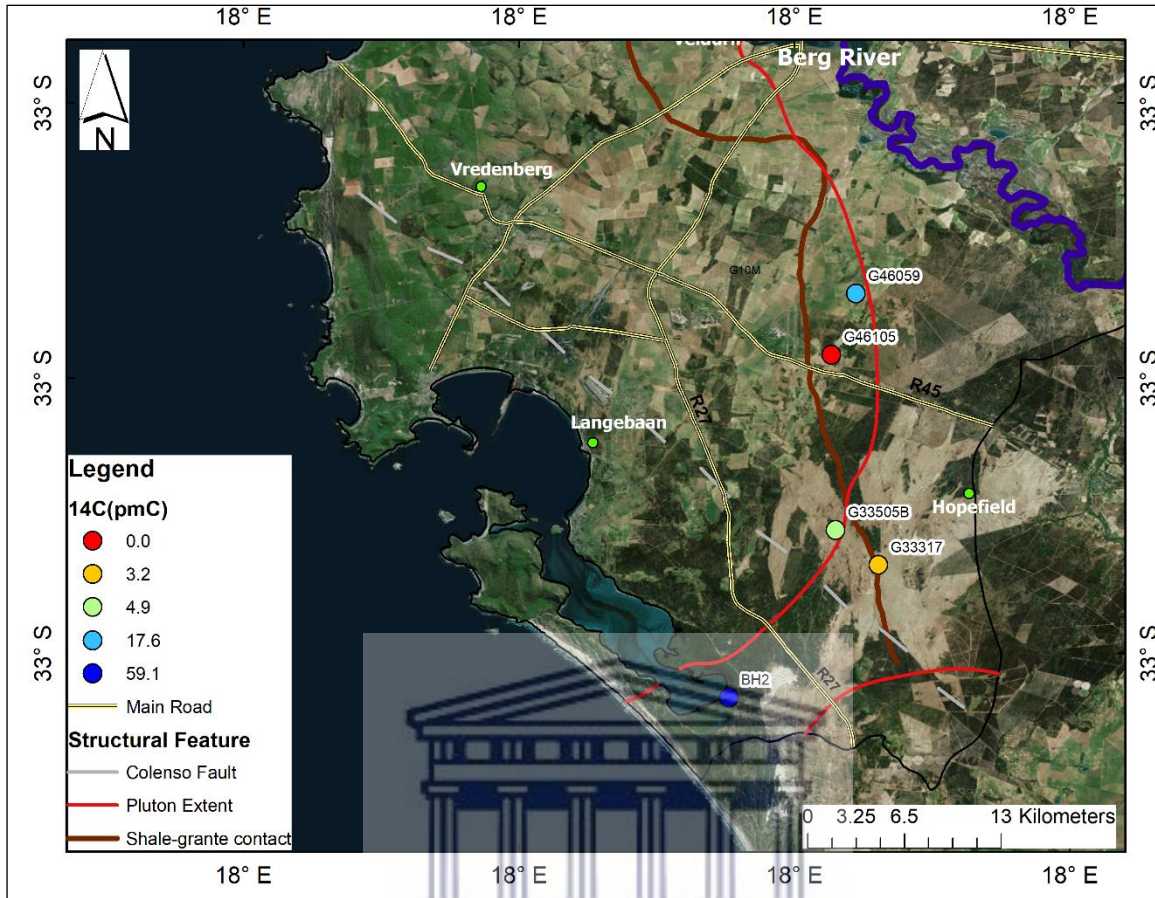 18° E 18° E 18° E 18° E
Berg River
33° S 33° S
N
Vredenberg
G10M
G46059
G46105
33° S 33° S
R45
R27
Langebaan
Legend
14C(pmC)
0.0
3.2
4.9
17.6
59.1
Main Road
Structural Feature
Colenso Fault
Pluton Extent
Shale-grante contact
Hopefield
G33505B
G33317
33° S 33° S
BH2
R27
0 3.25 6.5 13 Kilometers
18° E 18° E 18° E 18° E